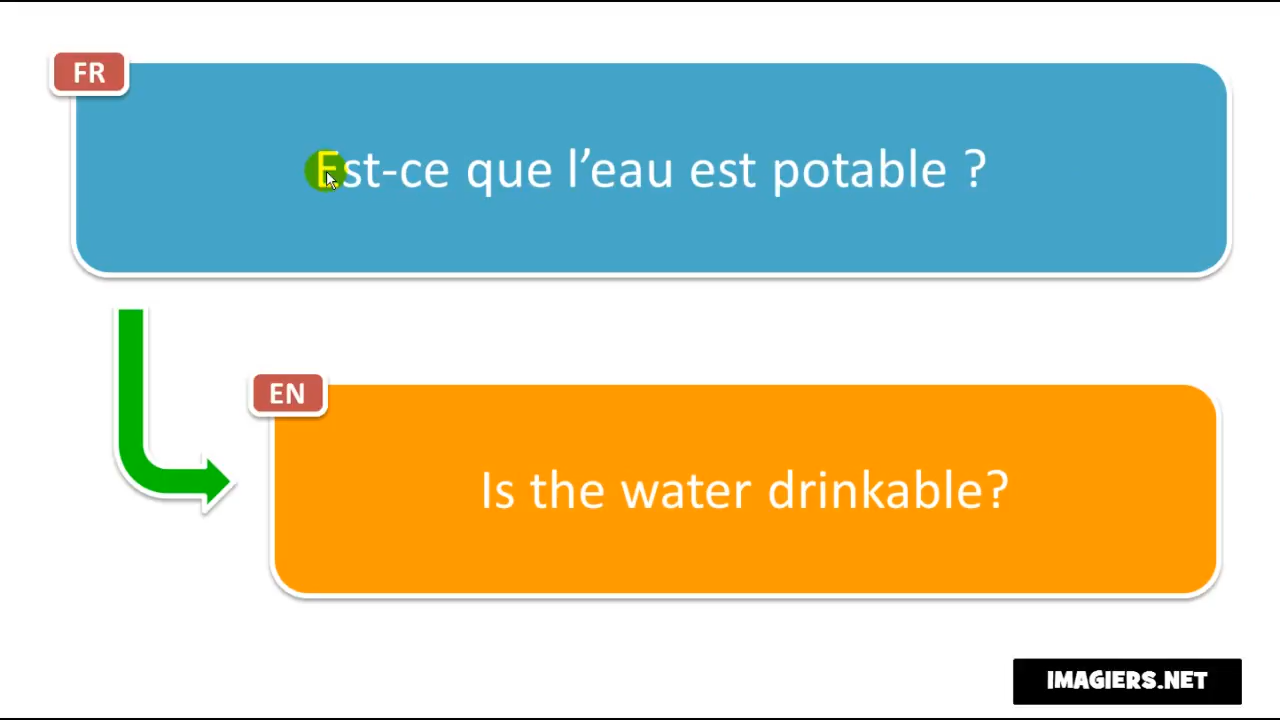 FR
Est-ce que l’eau est potable ?
EN
Is the water drinkable?
IMAGIERS.NET